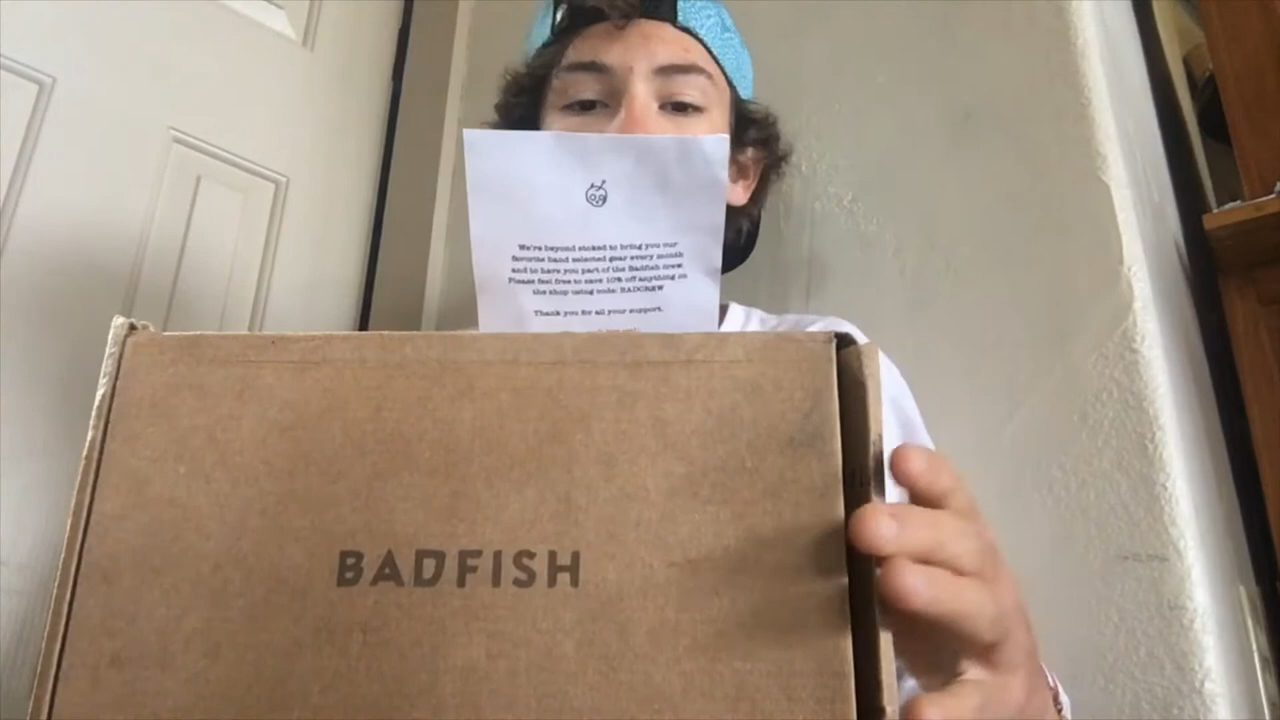 We're beyond stoked to bring you our
favorite hand selected gear every month
and to have you part of the Badfish crew.
Please feel free to save 10% off anything on
the shop using code: RADCREW
Thank you for all your support.
BADFISH